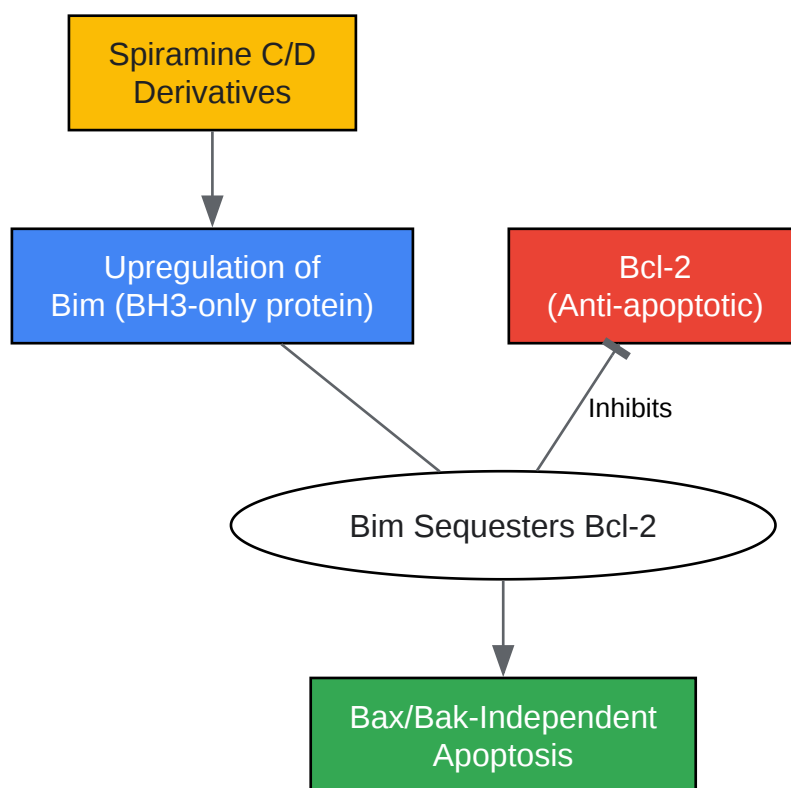 Spiramine C/D
Derivatives
Upregulation of
Bim (BH3-only protein)
Bcl-2
(Anti-apoptotic)
Inhibits
Bim Sequesters Bcl-2
Bax/Bak-Independent
Apoptosis